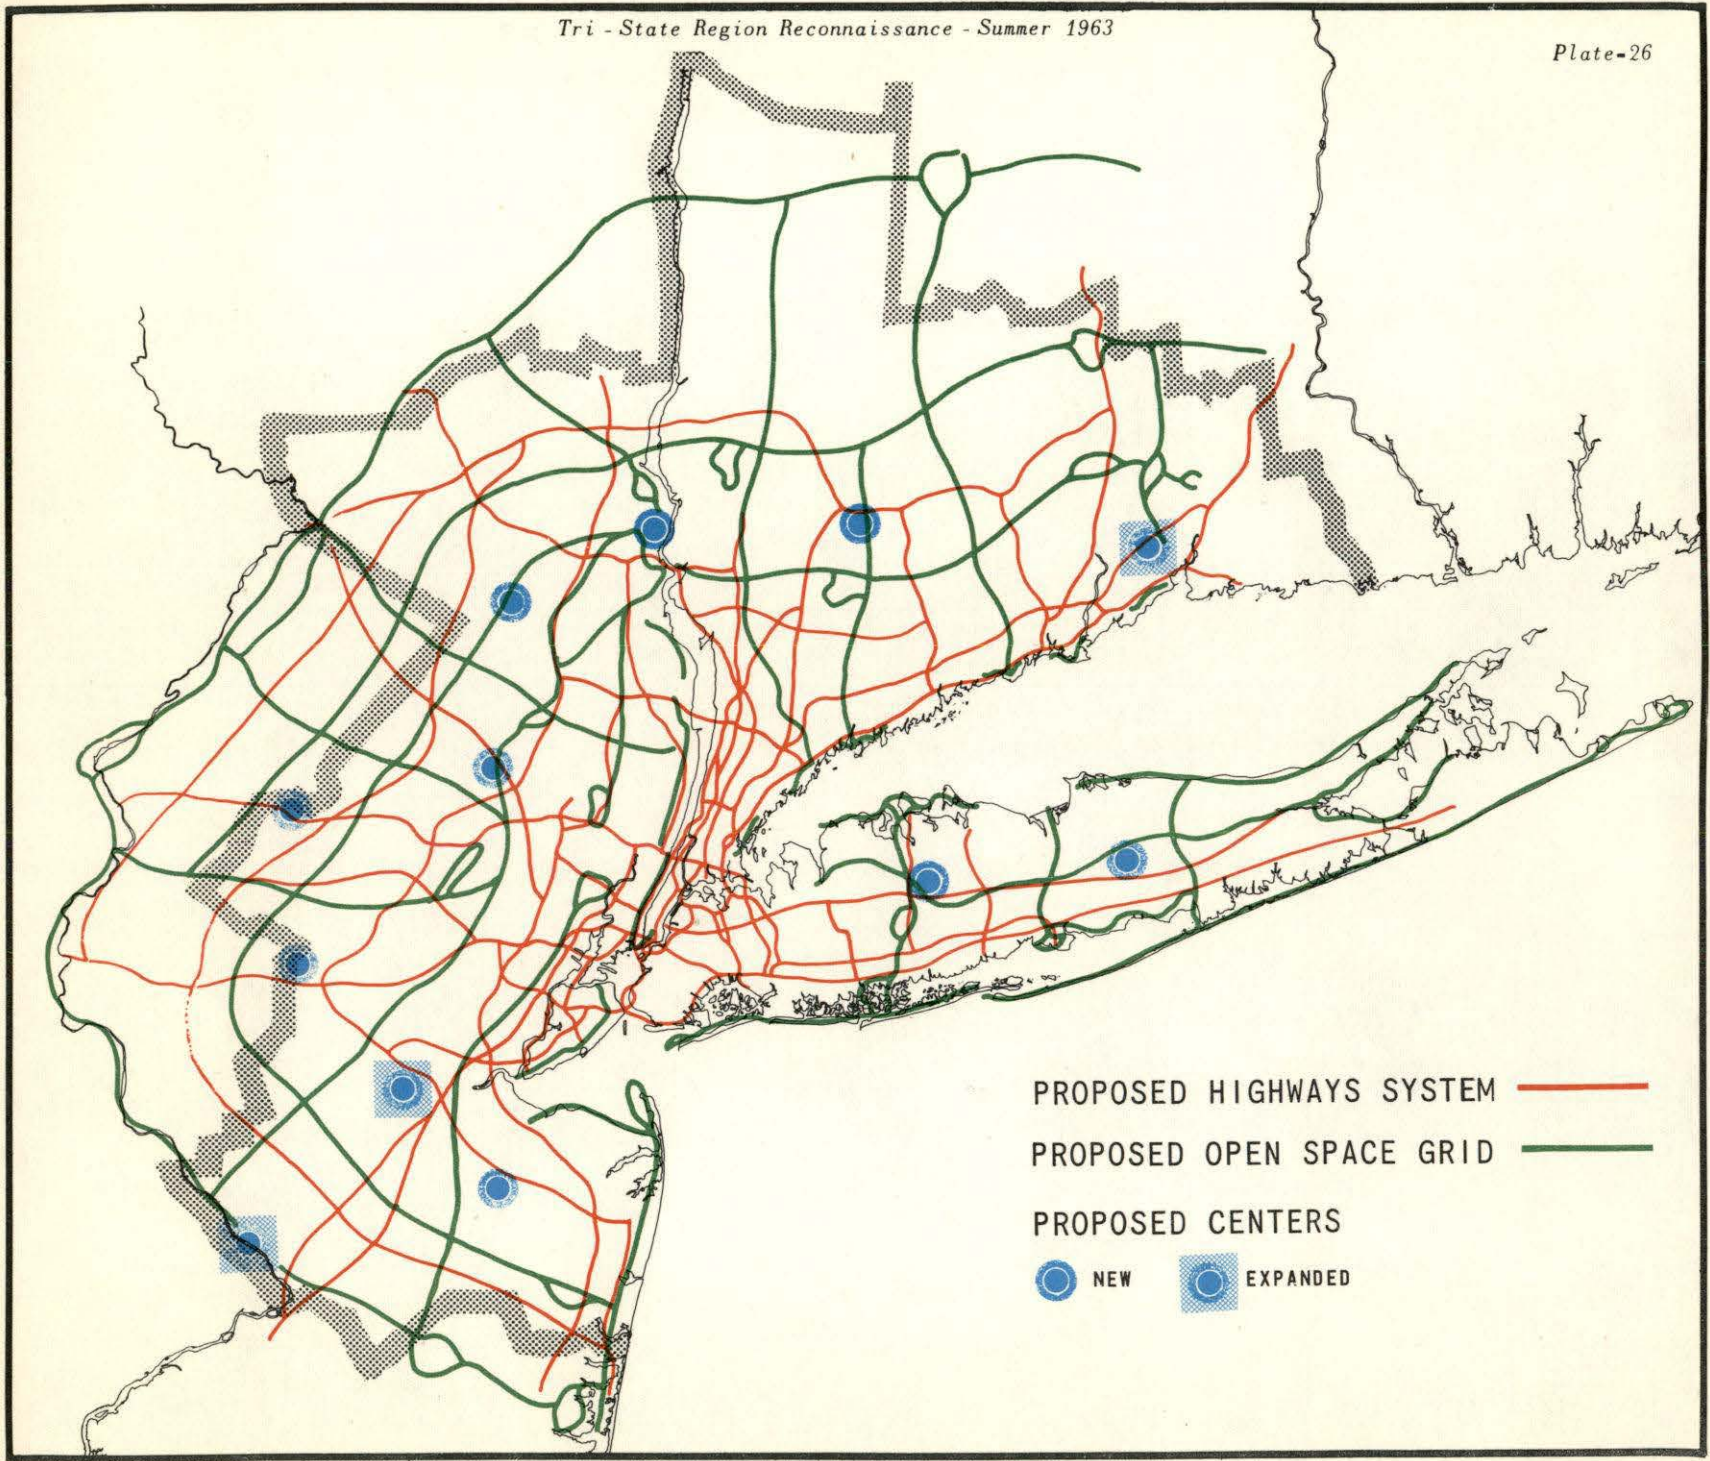 Tri - State Region Reconnaissance - Summer 1963
Plate-26
PROPOSED HIGHWAYS SYSTEM
PROPOSED OPEN SPACE GRID
PROPOSED CENTERS
NEW
EXPANDED